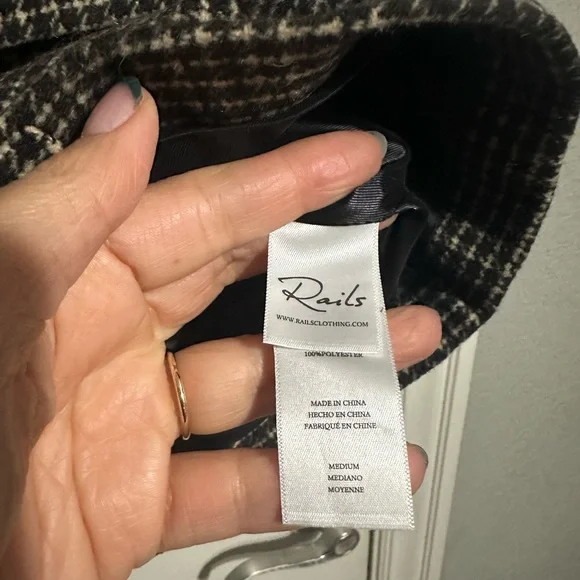 Rails
WWW.RAILSCLOTHING.COM
100%POLYESTER
MADE IN CHINA
HECHO EN CHINA
FABRIQUÉ EN CHINE
MEDIUM
MEDIANO
MOYENNE